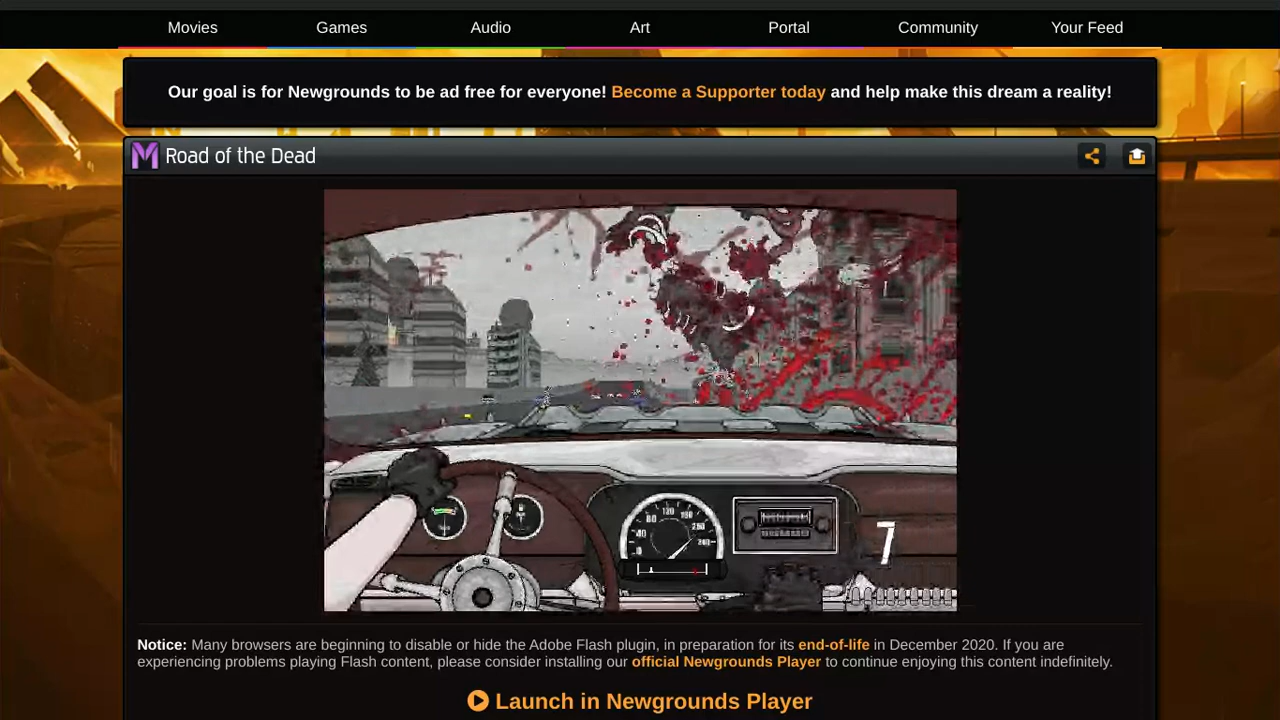 Movies
Games
Audio
Art
Portal
Community
Your Feed
Our goal is for Newgrounds to be ad free for everyone! Become a Supporter today and help make this dream a reality!
M Road of the Dead
7
Notice: Many browsers are beginning to disable or hide the Adobe Flash plugin, in preparation for its end-of-life in December 2020. If you are
experiencing problems playing Flash content, please consider installing our official Newgrounds Player to continue enjoying this content indefinitely.
Launch in Newgrounds Player